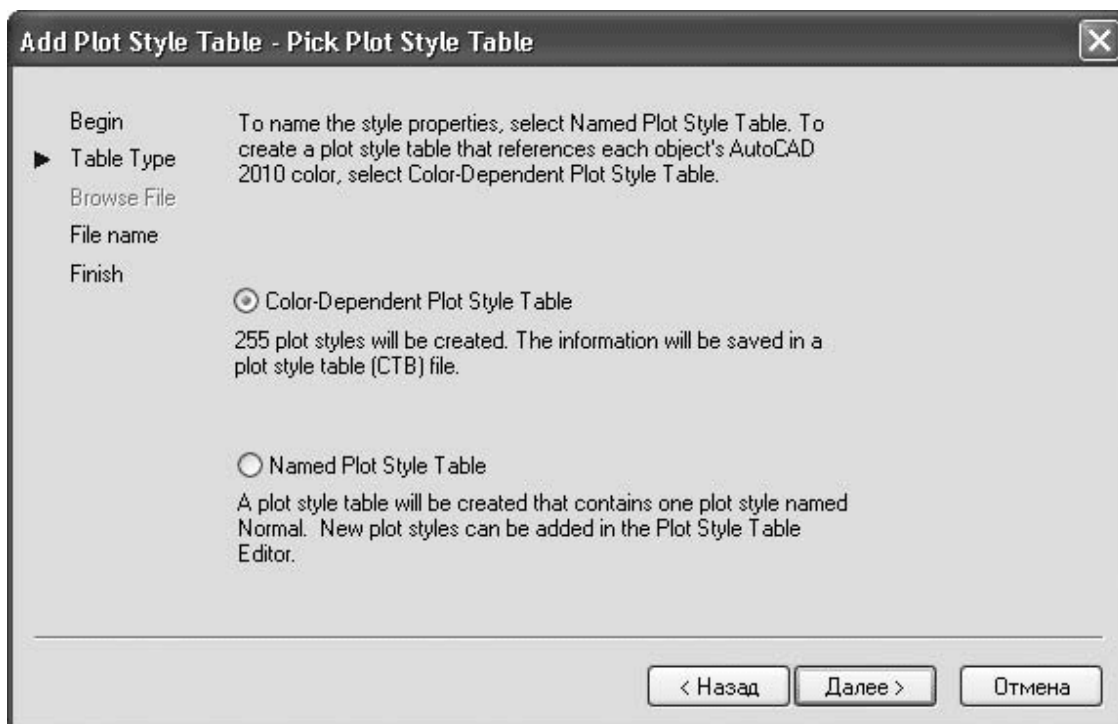 Add Plot Style Table - Pick Plot Style Table
Begin
Table Type
Browse File
File name
Finish
To name the style properties, select Named Plot Style Table. To
create a plot style table that references each object's AutoCAD
2010 color, select Color-Dependent Plot Style Table.
Color-Dependent Plot Style Table
255 plot styles will be created. The information will be saved in a
plot style table (CTB) file.
Named Plot Style Table
A plot style table will be created that contains one plot style named
Normal. New plot styles can be added in the Plot Style Table
Editor.
< Назад
Далее >
Отмена